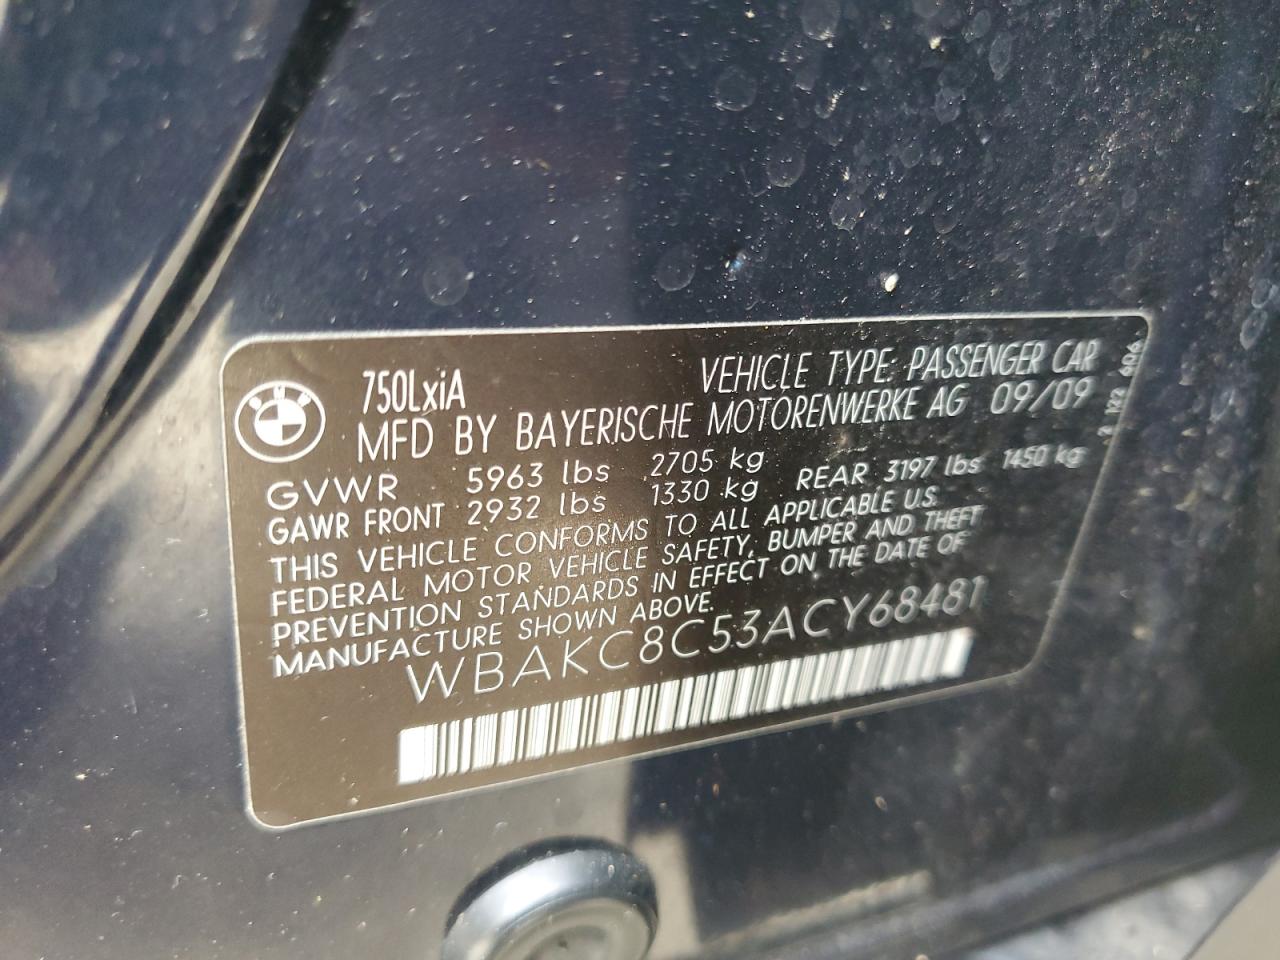 BMW
750LxiA
VEHICLE TYPE: PASSENGER CAR
MFD BY BAYERISCHE MOTORENWERKE AG 09/09
GVWR 5963 lbs 2705 kg
GAWR FRONT 2932 lbs 1330 kg REAR 3197 lbs 1450 kg
THIS VEHICLE CONFORMS TO ALL APPLICABLE U.S.
FEDERAL MOTOR VEHICLE SAFETY, BUMPER AND THEFT
PREVENTION STANDARDS IN EFFECT ON THE DATE OF
MANUFACTURE SHOWN ABOVE.
WBAKC8C53ACY68481